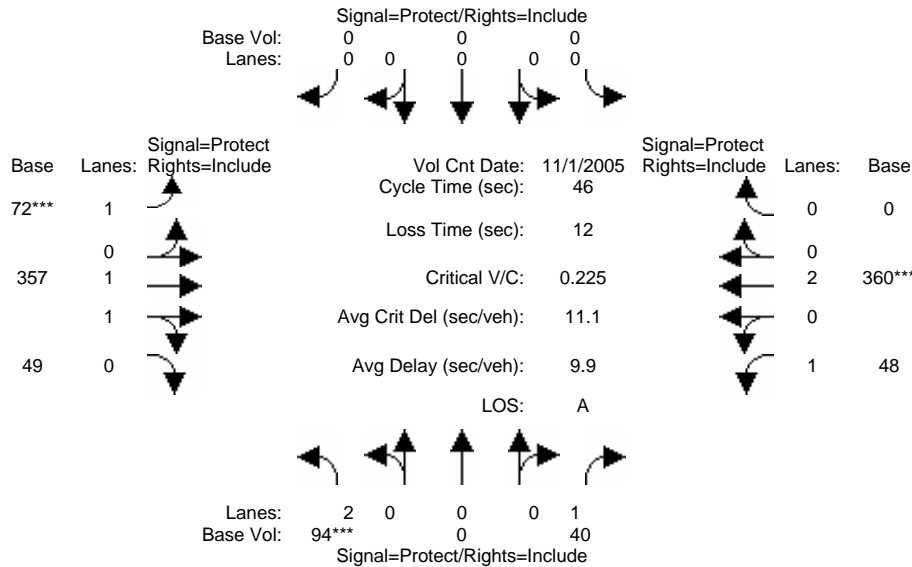 Signal=Protect/Rights=Include
Base Vol: 0 0 0
Lanes: 0 0 0 0 0
Signal=Protect Signal=Protect
Base Lanes: Rights=Include Vol Cnt Date: 11/1/2005 Rights=Include Lanes: Base
Cycle Time (sec): 46
72*** 1 0 0
Loss Time (sec): 12
0 0
357 1 Critical V/C: 0.225 2 360***
1 Avg Crit Del (sec/veh): 11.1 0
49 0 Avg Delay (sec/veh): 9.9 1 48
LOS: A
Lanes: 2 0 0 0 1
Base Vol: 94*** 0 40
Signal=Protect/Rights=Include